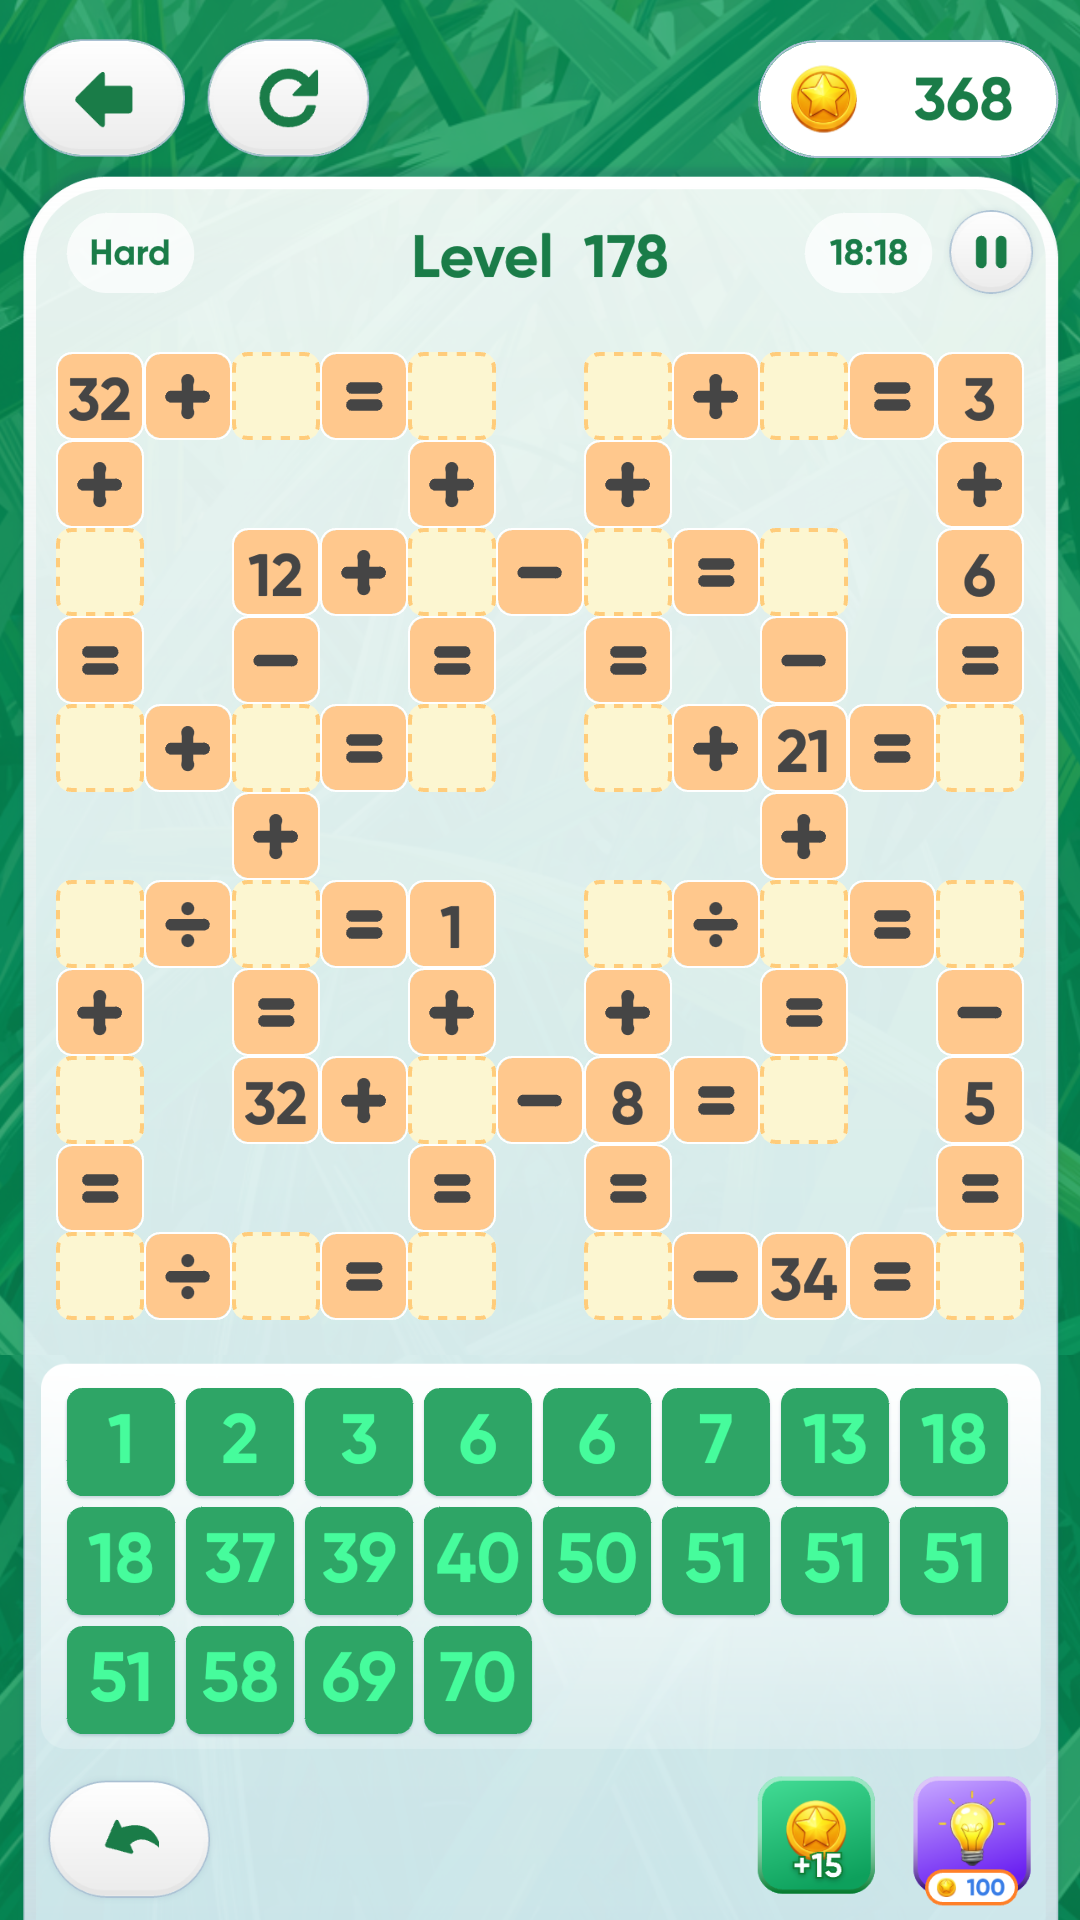 368
Hard Level 178 18:18
32 + = + = 3
+ + + +
12 + - = 6
= - = = - =
+ = + 21 =
+ +
÷ = 1 ÷ =
+ = + + = -
32 + - 8 = 5
= = = =
÷ = - 34 =
1 2 3 6 6 7 13 18
18 37 39 40 50 51 51 51
51 58 69 70
+15
100